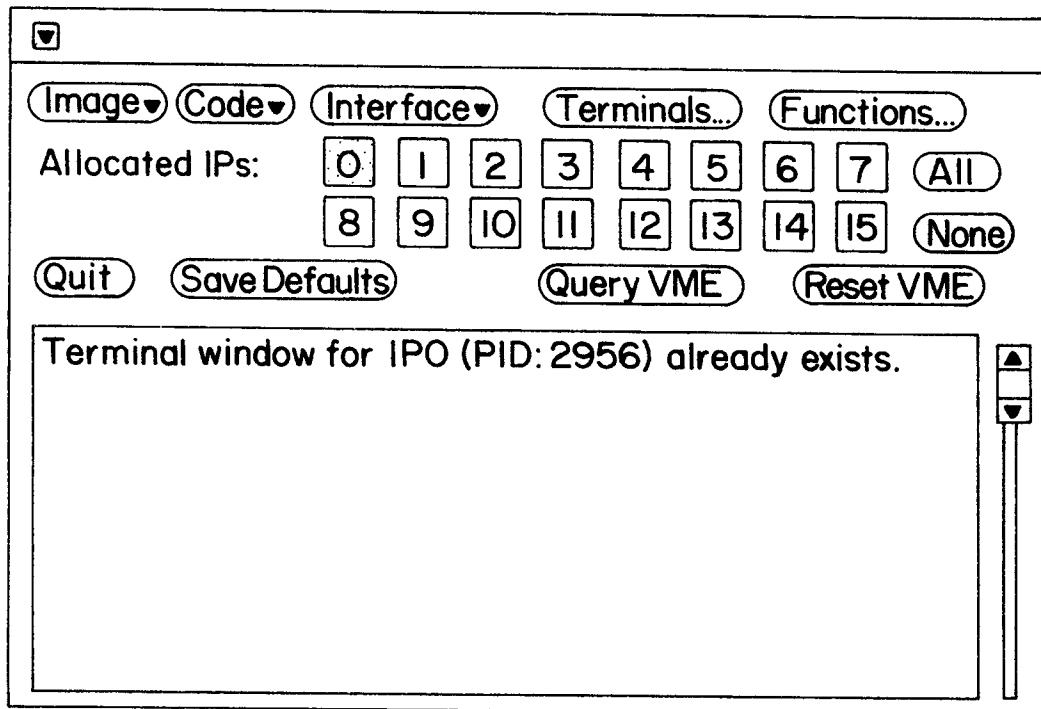 Image Code Interface Terminals... Functions...
Allocated IPs: 0 1 2 3 4 5 6 7 All
8 9 10 11 12 13 14 15 None
Quit Save Defaults Query VME Reset VME
Terminal window for IPO (PID: 2956) already exists.